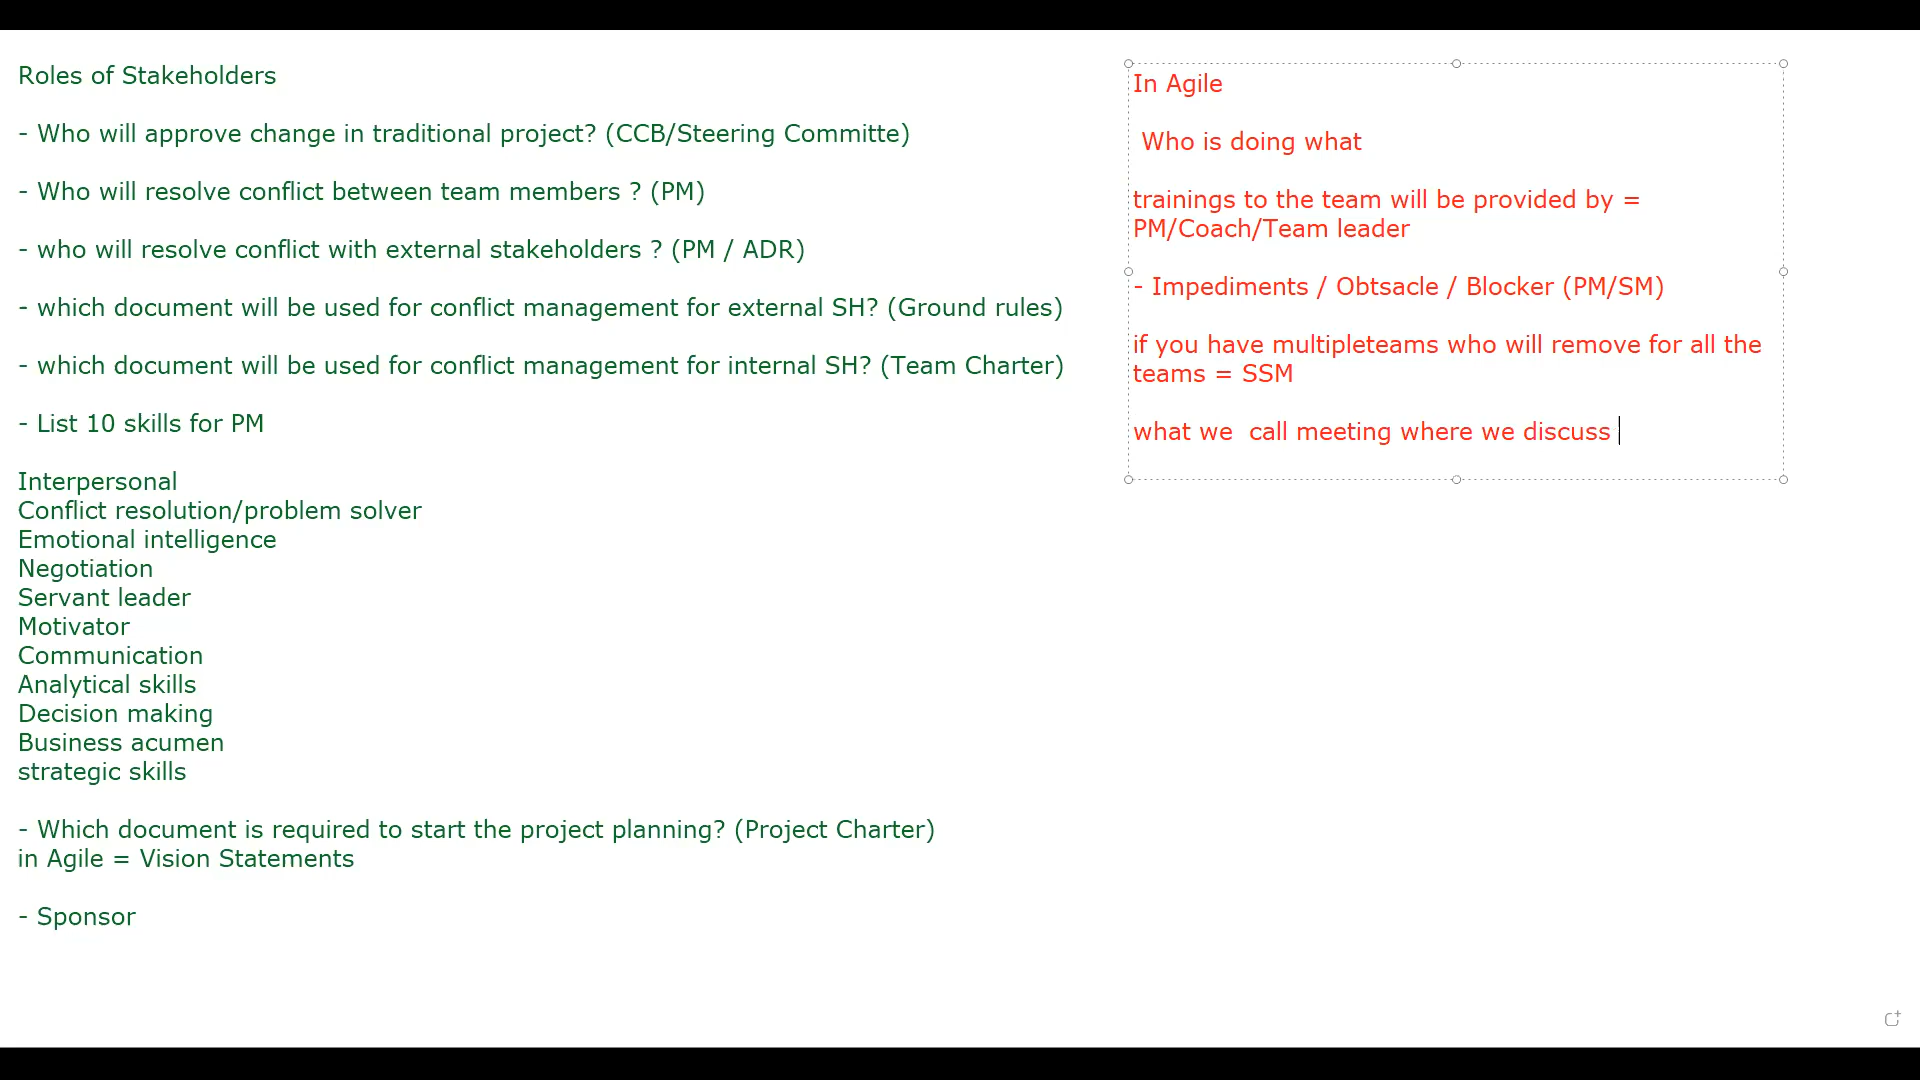 Roles of Stakeholders
- Who will approve change in traditional project? (CCB/Steering Committe)
- Who will resolve conflict between team members ? (PM)
- who will resolve conflict with external stakeholders ? (PM / ADR)
- which document will be used for conflict management for external SH? (Ground rules)
- which document will be used for conflict management for internal SH? (Team Charter)
- List 10 skills for PM
Interpersonal
Conflict resolution/problem solver
Emotional intelligence
Negotiation
Servant leader
Motivator
Communication
Analytical skills
Decision making
Business acumen
strategic skills
- Which document is required to start the project planning? (Project Charter)
in Agile = Vision Statements
- Sponsor
In Agile
Who is doing what
trainings to the team will be provided by =
PM/Coach/Team leader
- Impediments / Obtsacle / Blocker (PM/SM)
if you have multipleteams who will remove for all the
teams = SSM
what we  call meeting where we discuss